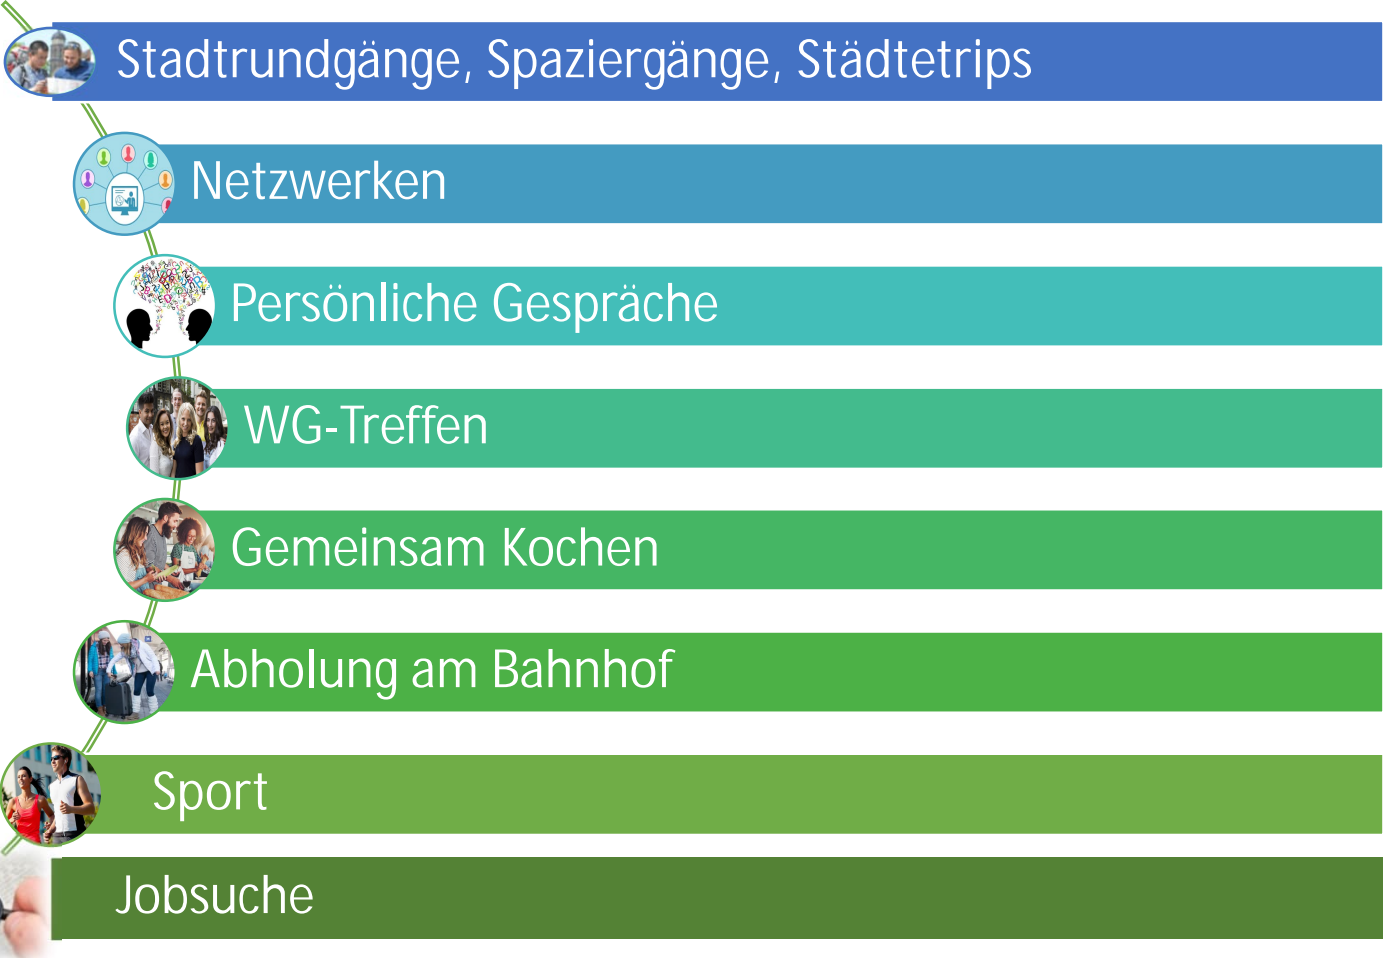 Stadtrundgänge, Spaziergänge, Städtetrips
Netzwerken
Persönliche Gespräche
WG-Treffen
Gemeinsam Kochen
Abholung am Bahnhof
Sport
Jobsuche